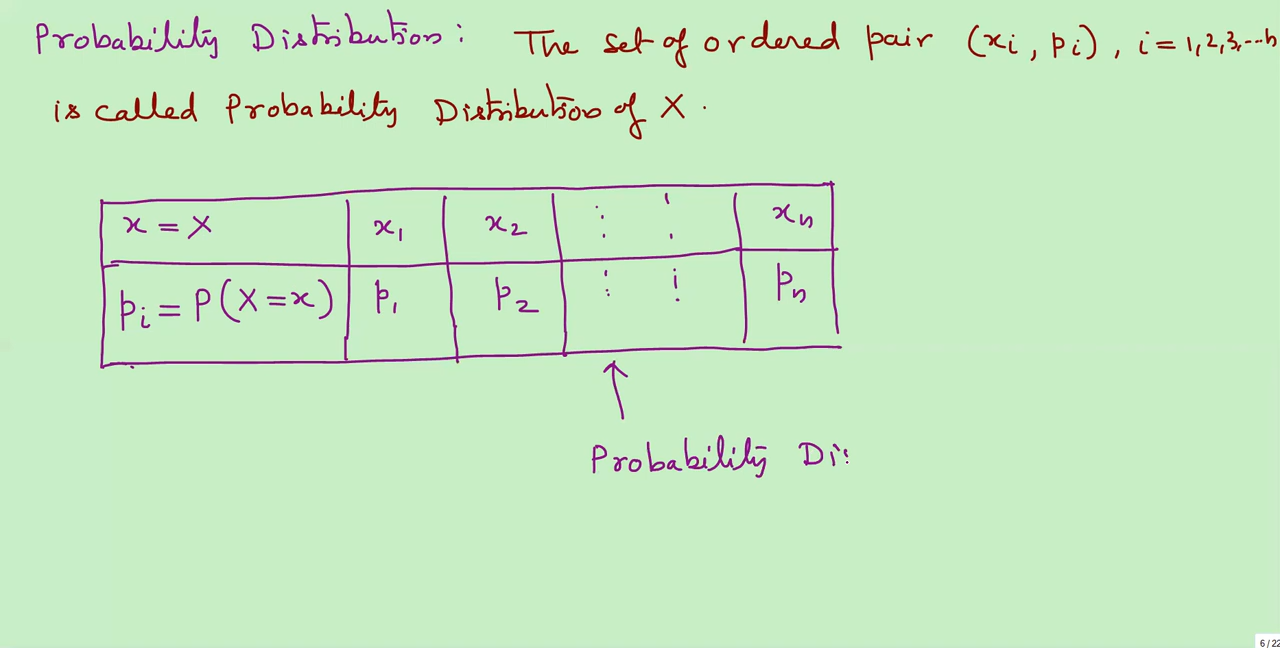 Probability Distribution: The set of ordered pair (xi, pi), i = 1,2,3,...n
is called Probability Distribution of X.
x = X x1 x2 : : xn
pi = P(X=x) p1 p2 : : pn
↑
Probability Dis
6 / 22